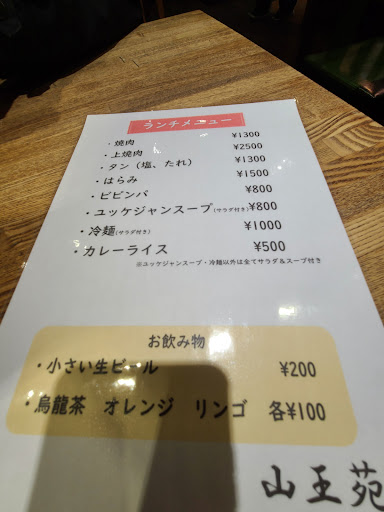 ランチメニュー
・焼肉 ¥1300
・上焼肉 ¥2500
・タン（塩、たれ） ¥1300
・はらみ ¥1500
・ビビンパ ¥800
・ユッケジャンスープ(サラダ付き) ¥800
・冷麺(サラダ付き) ¥1000
・カレーライス ¥500
※ユッケジャンスープ・冷麺以外は全てサラダ＆スープ付き
お飲み物
・小さい生ビール ¥200
・烏龍茶 オレンジ リンゴ 各¥100
山王苑